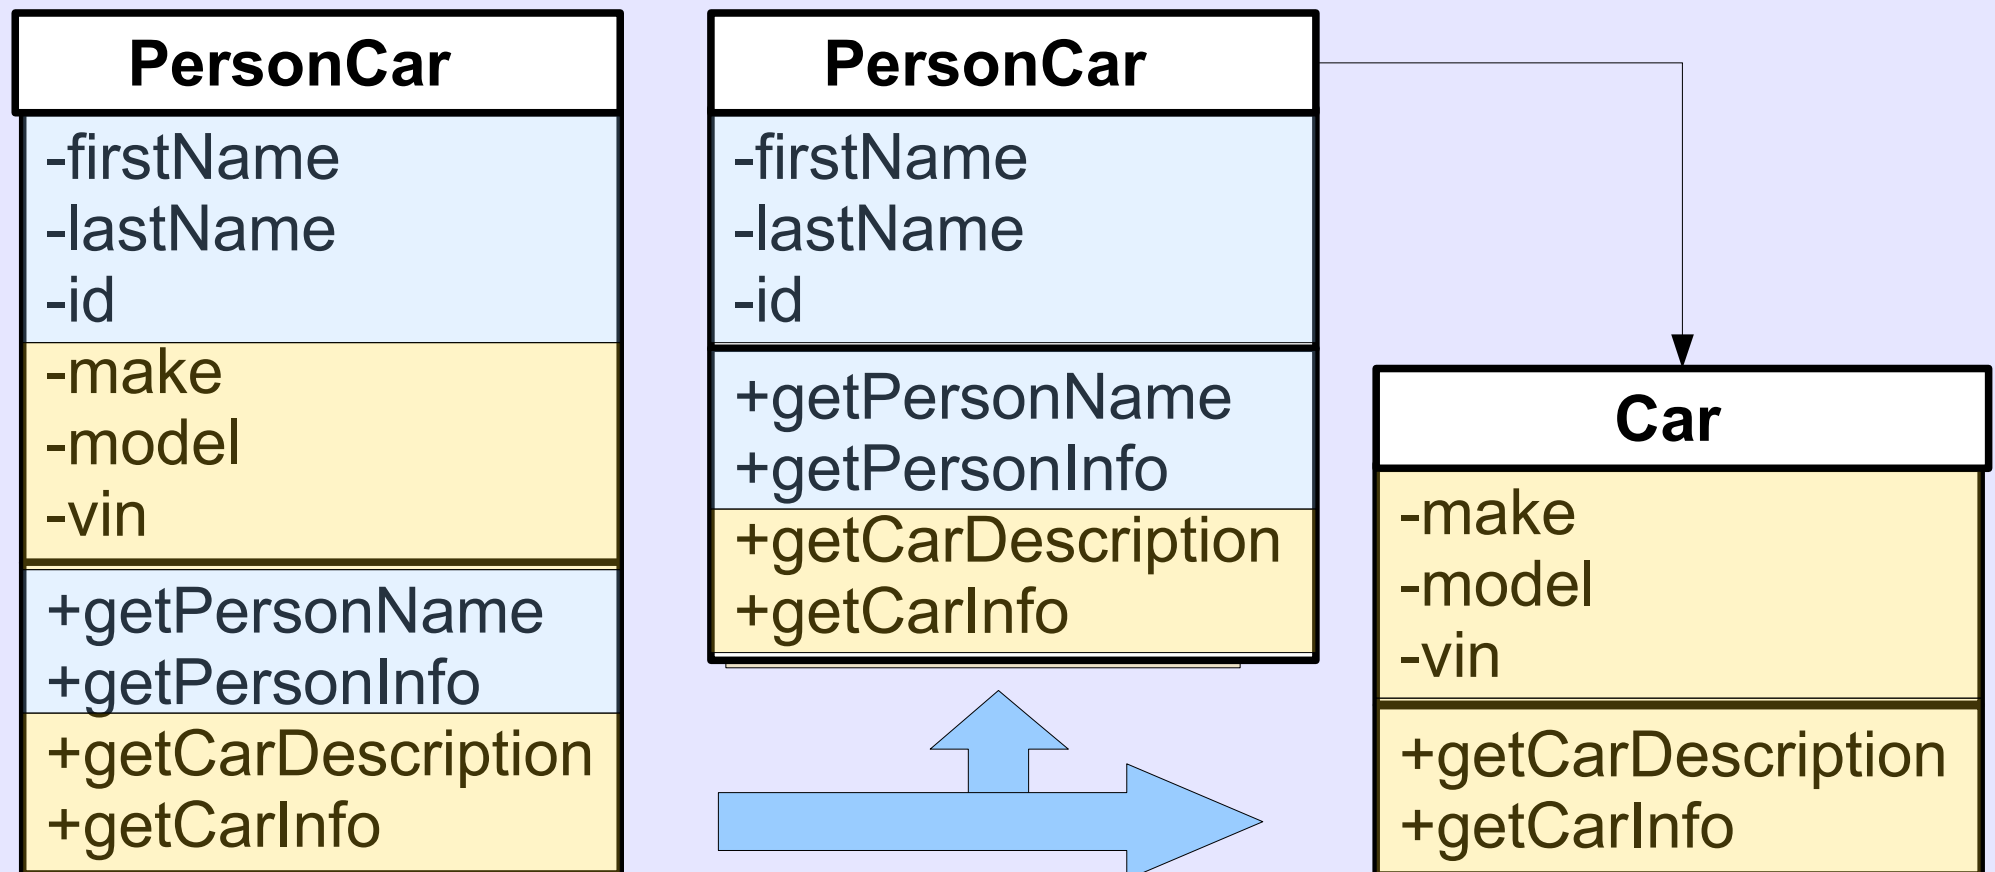 PersonCar
-firstName
-lastName
-id
-make
-model
-vin
+getPersonName
+getPersonInfo
+getCarDescription
+getCarInfo
PersonCar
-firstName
-lastName
-id
+getPersonName
+getPersonInfo
+getCarDescription
+getCarInfo
Car
-make
-model
-vin
+getCarDescription
+getCarInfo